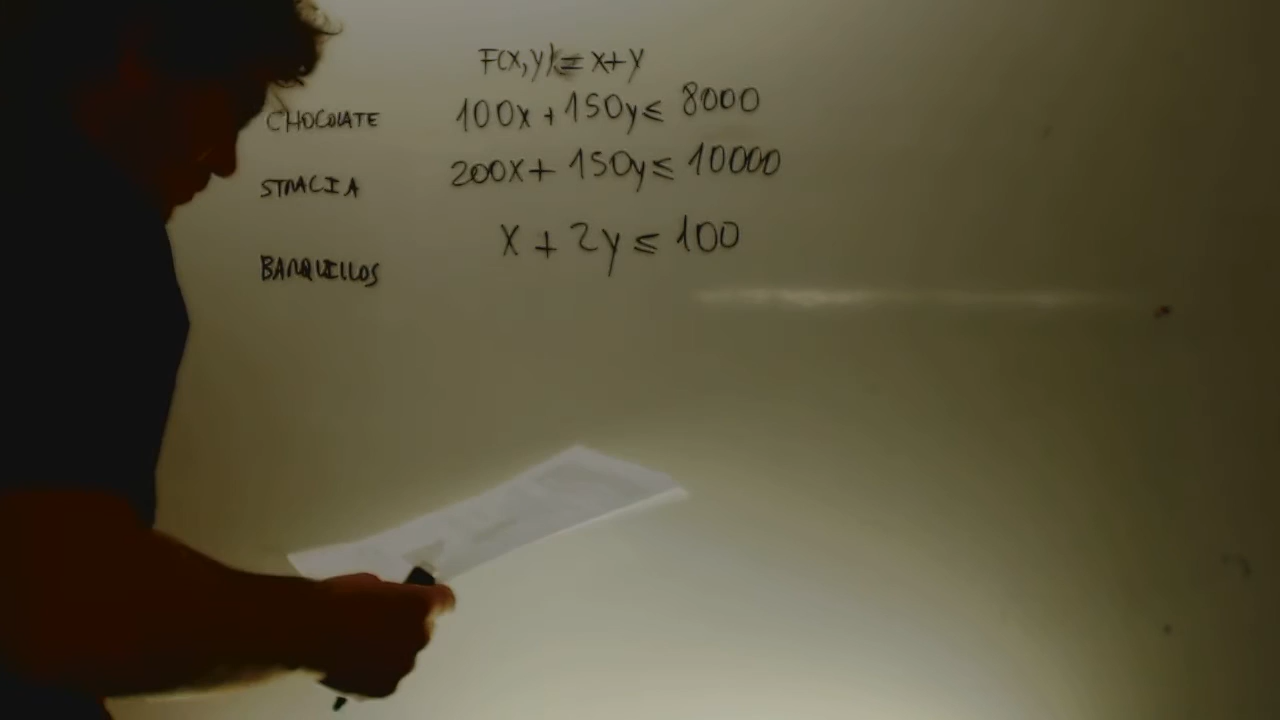 F(x,y)=x+y
CHOCOLATE 100x+150y≤ 8000
STRACIA 200x+150y≤10000
x+2y≤100
BARQUILLOS